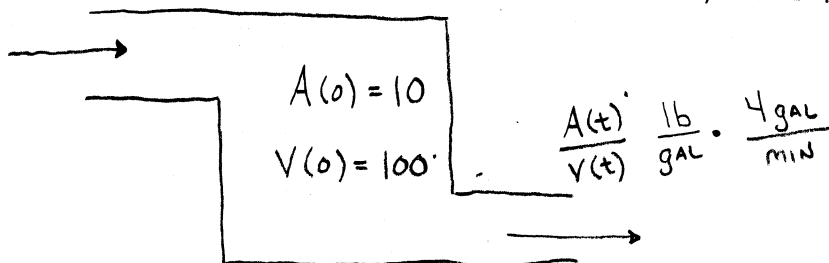 A(0) = 10
V(0) = 100
A(t)/V(t) lb/gAL · 4 gAL/MIN